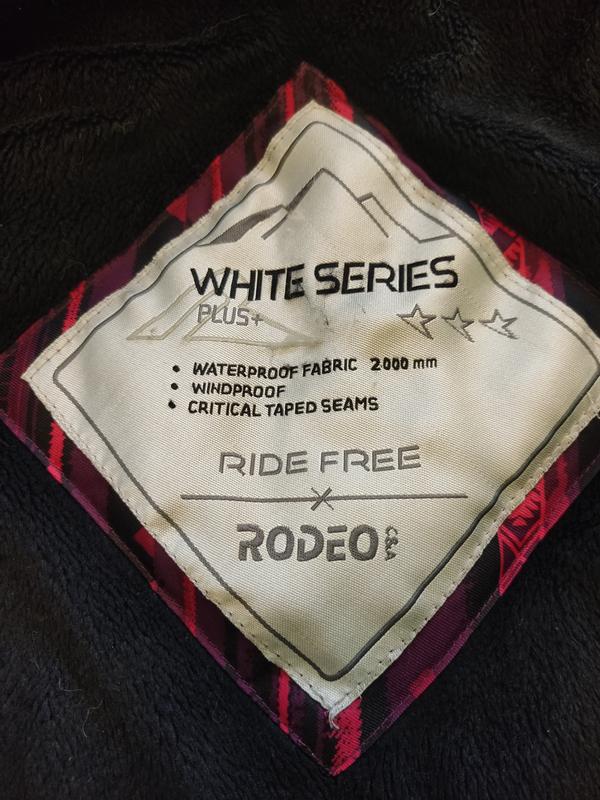 WHITE SERIES
PLUS+
• WATERPROOF FABRIC 2000 mm
• WINDPROOF
• CRITICAL TAPED SEAMS
RIDE FREE
RODEO C&A